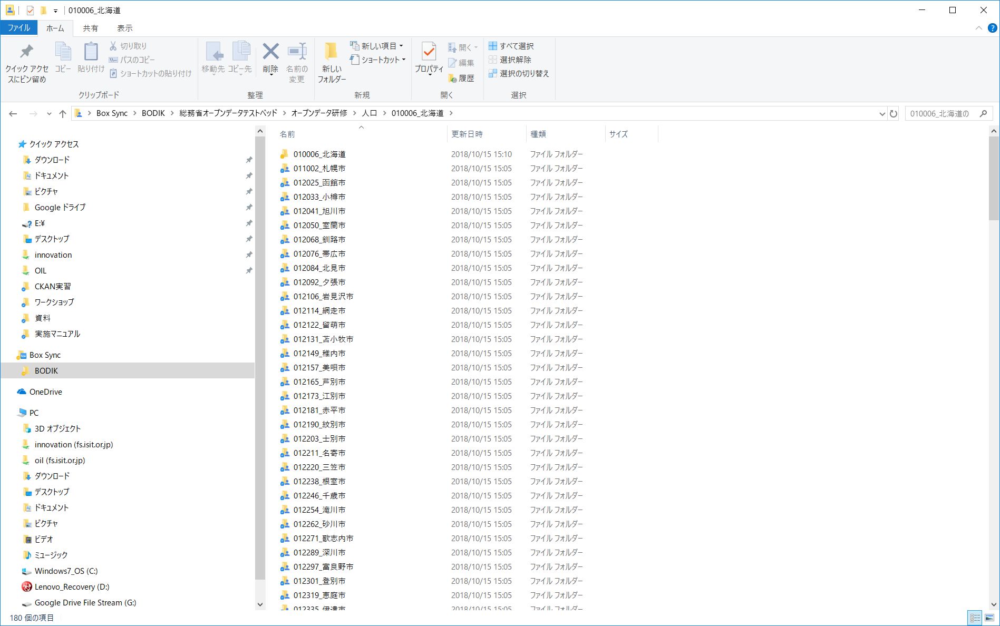 010006_北海道
ファイル
ホーム
共有
表示
クイック アクセ
スにピン留め
コピー
貼り付け
切り取り
パスのコピー
ショートカットの貼り付け
クリップボード
移動先
コピー先
削除
名前の
変更
整理
新しい
フォルダー
新しい項目
ショートカット
新規
プロパティ
開く
編集
履歴
開く
すべて選択
選択解除
選択の切り替え
選択
Box Sync > BODIK > 総務省オープンデータテストベッド > オープンデータ研修 > 人口 > 010006_北海道 >
010006_北海道の
クイック アクセス
ダウンロード
ドキュメント
ピクチャ
Google ドライブ
E:¥
デスクトップ
innovation
OIL
CKAN実習
ワークショップ
資料
実施マニュアル
Box Sync
BODIK
OneDrive
PC
3D オブジェクト
innovation (fs.isit.or.jp)
oil (fs.isit.or.jp)
ダウンロード
デスクトップ
ドキュメント
ピクチャ
ビデオ
ミュージック
Windows7_OS (C:)
Lenovo_Recovery (D:)
Google Drive File Stream (G:)
名前 更新日時 種類 サイズ
010006_北海道 2018/10/15 15:10 ファイル フォルダー
011002_札幌市 2018/10/15 15:05 ファイル フォルダー
012025_函館市 2018/10/15 15:05 ファイル フォルダー
012033_小樽市 2018/10/15 15:05 ファイル フォルダー
012041_旭川市 2018/10/15 15:05 ファイル フォルダー
012050_室蘭市 2018/10/15 15:05 ファイル フォルダー
012068_釧路市 2018/10/15 15:05 ファイル フォルダー
012076_帯広市 2018/10/15 15:05 ファイル フォルダー
012084_北見市 2018/10/15 15:05 ファイル フォルダー
012092_夕張市 2018/10/15 15:05 ファイル フォルダー
012106_岩見沢市 2018/10/15 15:05 ファイル フォルダー
012114_網走市 2018/10/15 15:05 ファイル フォルダー
012122_留萌市 2018/10/15 15:05 ファイル フォルダー
012131_苫小牧市 2018/10/15 15:05 ファイル フォルダー
012149_稚内市 2018/10/15 15:05 ファイル フォルダー
012157_美唄市 2018/10/15 15:05 ファイル フォルダー
012165_芦別市 2018/10/15 15:05 ファイル フォルダー
012173_江別市 2018/10/15 15:05 ファイル フォルダー
012181_赤平市 2018/10/15 15:05 ファイル フォルダー
012190_紋別市 2018/10/15 15:05 ファイル フォルダー
012203_士別市 2018/10/15 15:05 ファイル フォルダー
012211_名寄市 2018/10/15 15:05 ファイル フォルダー
012220_三笠市 2018/10/15 15:05 ファイル フォルダー
012238_根室市 2018/10/15 15:05 ファイル フォルダー
012246_千歳市 2018/10/15 15:05 ファイル フォルダー
012254_滝川市 2018/10/15 15:05 ファイル フォルダー
012262_砂川市 2018/10/15 15:05 ファイル フォルダー
012271_歌志内市 2018/10/15 15:05 ファイル フォルダー
012289_深川市 2018/10/15 15:05 ファイル フォルダー
012297_富良野市 2018/10/15 15:05 ファイル フォルダー
012301_登別市 2018/10/15 15:05 ファイル フォルダー
012319_恵庭市 2018/10/15 15:05 ファイル フォルダー
012335_伊達市 2018/10/15 15:05 ファイル フォルダー
180 個の項目